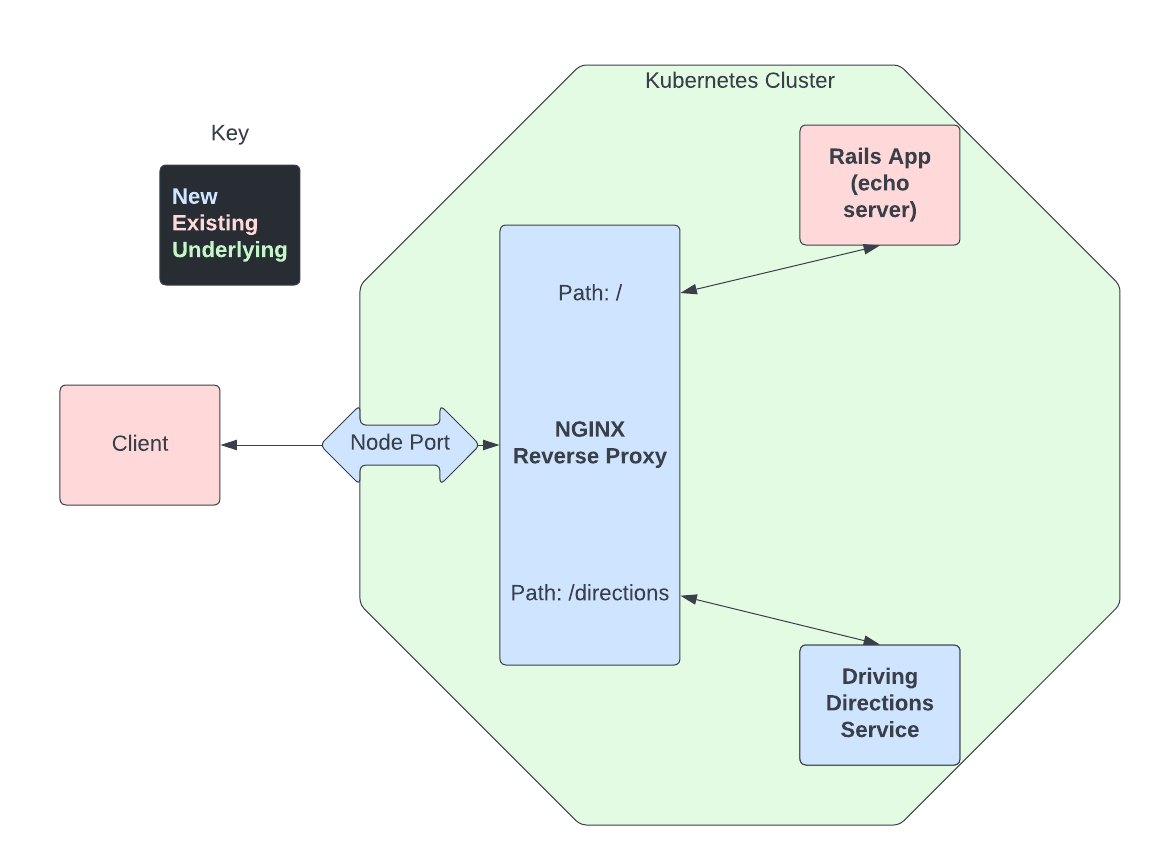 Kubernetes Cluster
Key
New
Existing
Underlying
Rails App
(echo
server)
Path: /
Client
Node Port
NGINX
Reverse Proxy
Path: /directions
Driving
Directions
Service